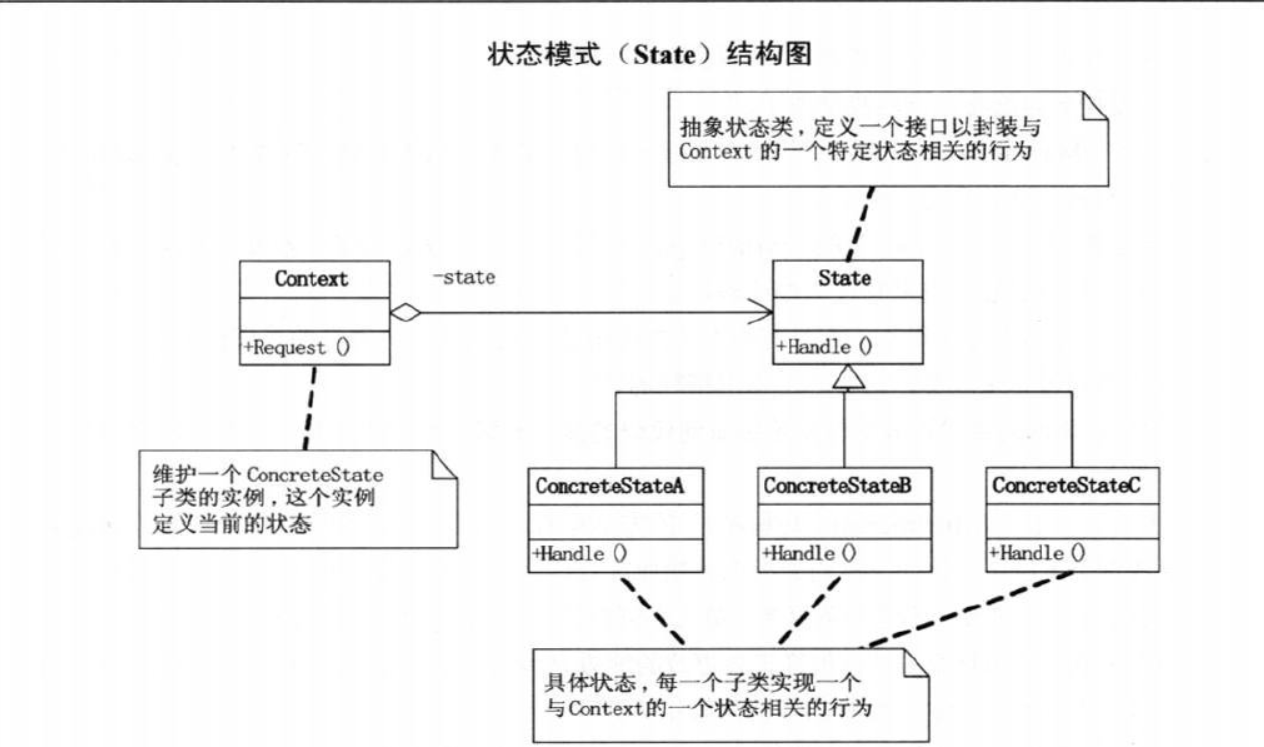 状态模式（State）结构图
抽象状态类，定义一个接口以封装与
Context 的一个特定状态相关的行为
Context
-state
State
+Request()
+Handle()
维护一个 ConcreteState
子类的实例，这个实例
定义当前的状态
ConcreteStateA
ConcreteStateB
ConcreteStateC
+Handle()
+Handle()
+Handle()
具体状态，每一个子类实现一个
与Context的一个状态相关的行为